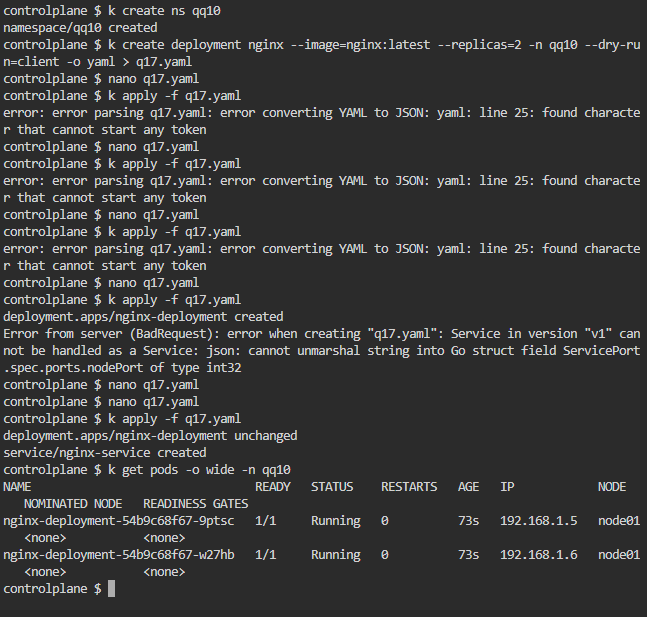 controlplane $ k create ns qq10
namespace/qq10 created
controlplane $ k create deployment nginx --image=nginx:latest --replicas=2 -n qq10 --dry-ru
n=client -o yaml > q17.yaml
controlplane $ nano q17.yaml
controlplane $ k apply -f q17.yaml
error: error parsing q17.yaml: error converting YAML to JSON: yaml: line 25: found characte
r that cannot start any token
controlplane $ nano q17.yaml
controlplane $ k apply -f q17.yaml
error: error parsing q17.yaml: error converting YAML to JSON: yaml: line 25: found characte
r that cannot start any token
controlplane $ nano q17.yaml
controlplane $ k apply -f q17.yaml
error: error parsing q17.yaml: error converting YAML to JSON: yaml: line 25: found characte
r that cannot start any token
controlplane $ nano q17.yaml
controlplane $ k apply -f q17.yaml
deployment.apps/nginx-deployment created
Error from server (BadRequest): error when creating "q17.yaml": Service in version "v1" can
not be handled as a Service: json: cannot unmarshal string into Go struct field ServicePort
.spec.ports.nodePort of type int32
controlplane $ nano q17.yaml
controlplane $ nano q17.yaml
controlplane $ k apply -f q17.yaml
deployment.apps/nginx-deployment unchanged
service/nginx-service created
controlplane $ k get pods -o wide -n qq10
NAME READY STATUS RESTARTS AGE IP NODE
NOMINATED NODE READINESS GATES
nginx-deployment-54b9c68f67-9ptsc 1/1 Running 0 73s 192.168.1.5 node01
<none> <none>
nginx-deployment-54b9c68f67-w27hb 1/1 Running 0 73s 192.168.1.6 node01
<none> <none>
controlplane $